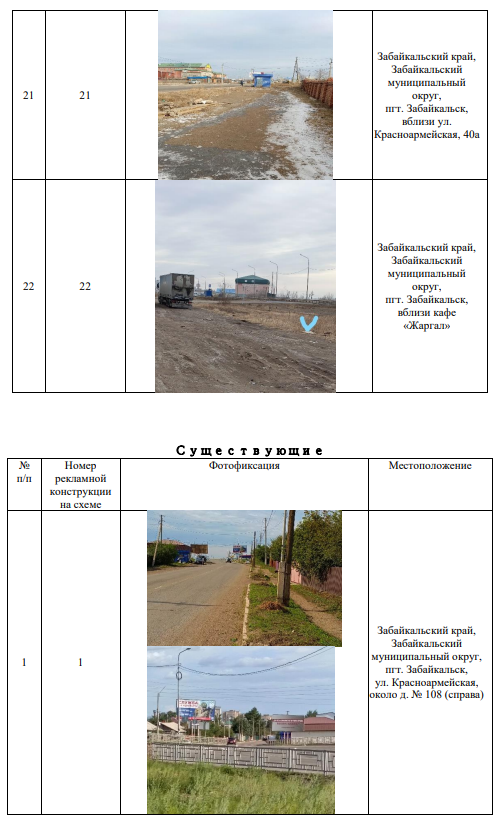 21
21
Забайкальский край,
Забайкальский
муниципальный
округ,
пгт. Забайкальск,
вблизи ул.
Красноармейская, 40а
22
22
Забайкальский край,
Забайкальский
муниципальный
округ,
пгт. Забайкальск,
вблизи кафе
«Жаргал»
Существующие
№
п/п
Номер
рекламной
конструкции
на схеме
Фотофиксация
Местоположение
1
1
Забайкальский край,
Забайкальский
муниципальный округ,
пгт. Забайкальск,
ул. Красноармейская,
около д. № 108 (справа)